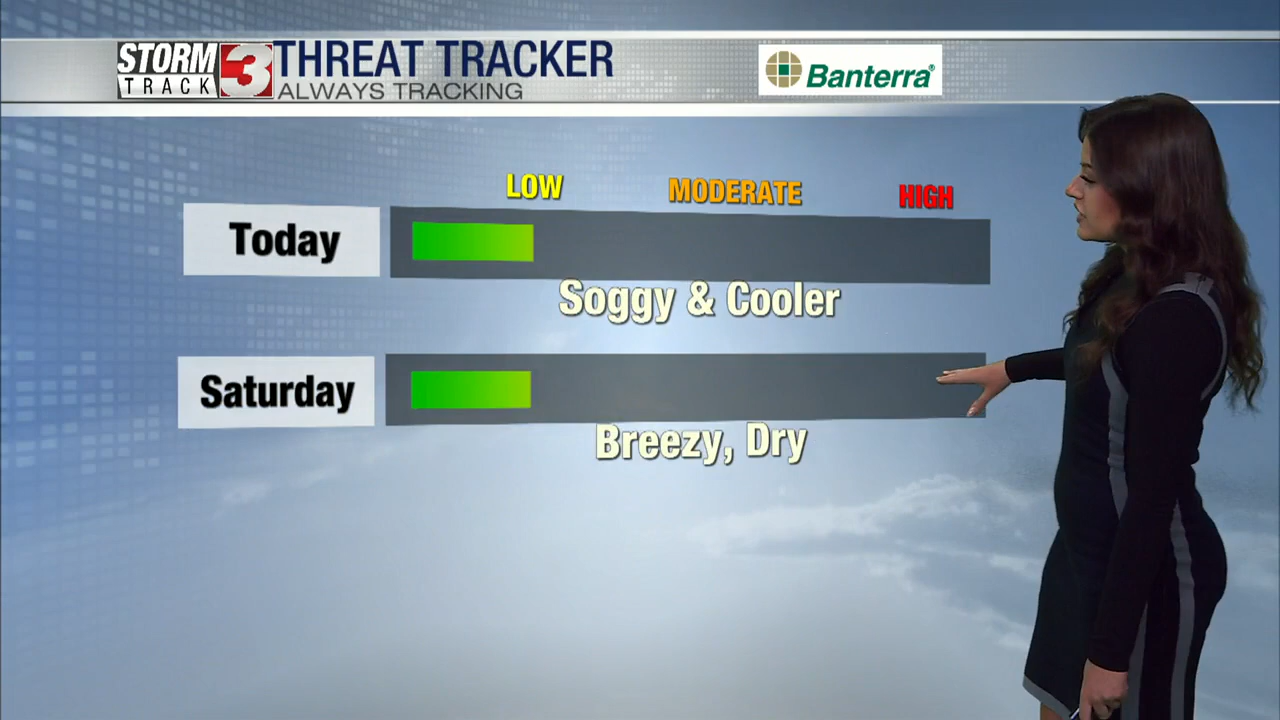 STORM
TRACK 3
THREAT TRACKER
ALWAYS TRACKING
Banterra®
LOW MODERATE HIGH
Today
Soggy & Cooler
Saturday
Breezy, Dry